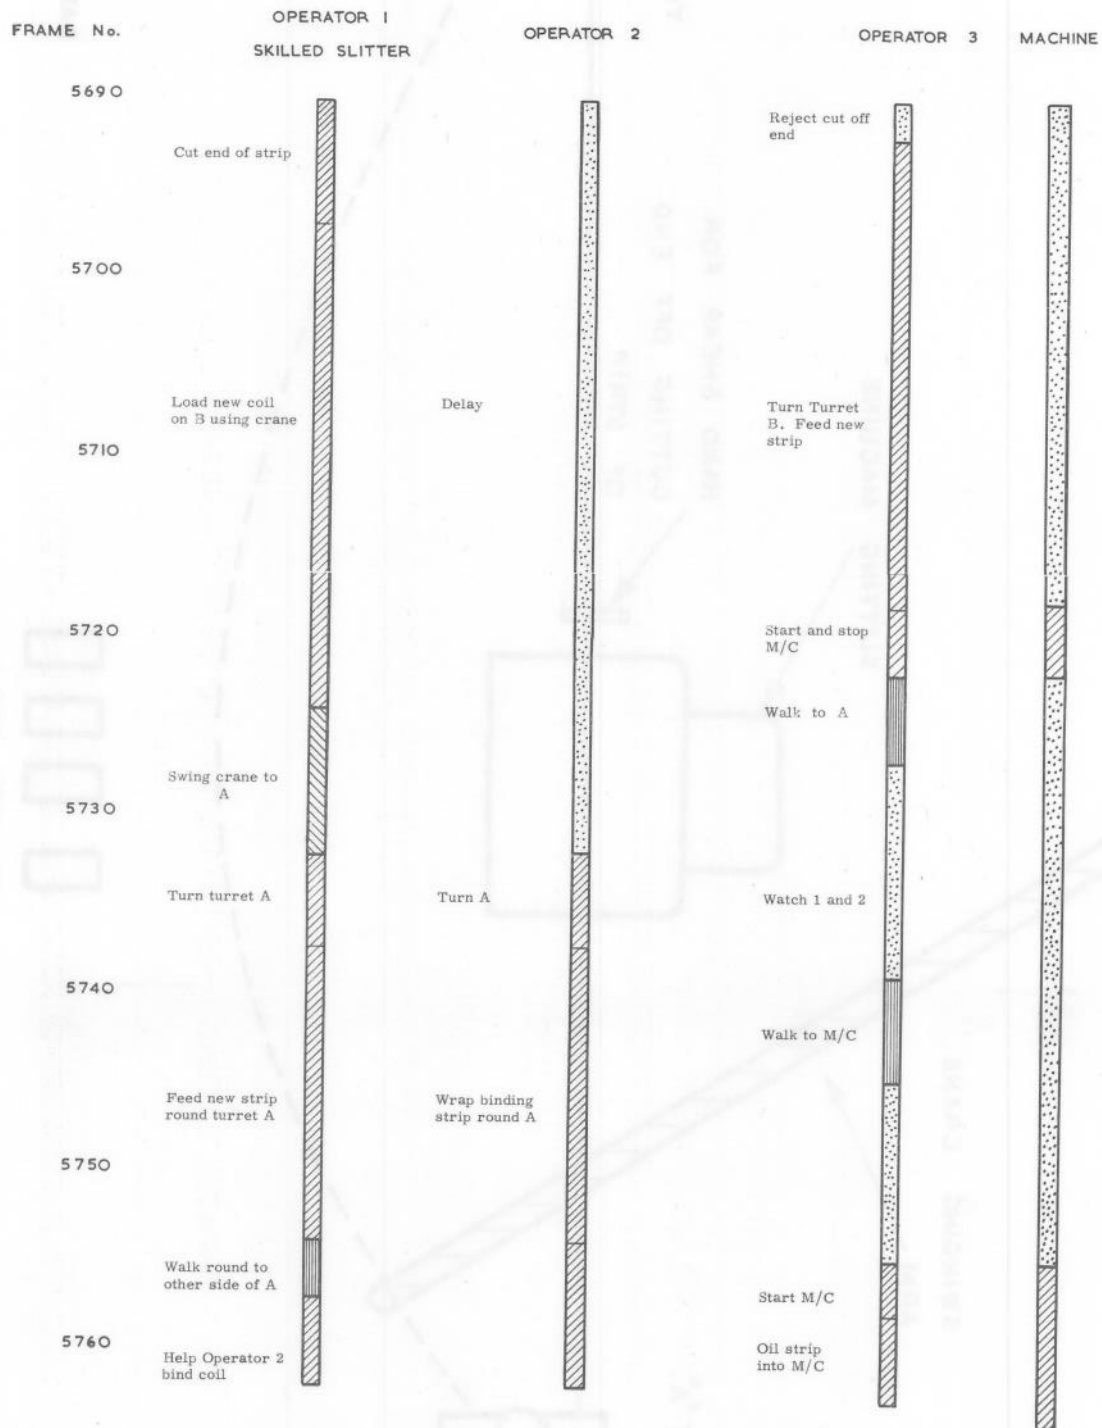 FRAME No.
OPERATOR 1
SKILLED SLITTER
OPERATOR 2
OPERATOR 3
MACHINE
5690
Cut end of strip
Reject cut off
end
5700
Load new coil
on B using crane
Delay
Turn Turret
B. Feed new
strip
5710
5720
Start and stop
M/C
Walk to A
Swing crane to
A
5730
Turn turret A
Turn A
Watch 1 and 2
5740
Walk to M/C
Feed new strip
round turret A
Wrap binding
strip round A
5750
Walk round to
other side of A
Start M/C
5760
Help Operator 2
bind coil
Oil strip
into M/C